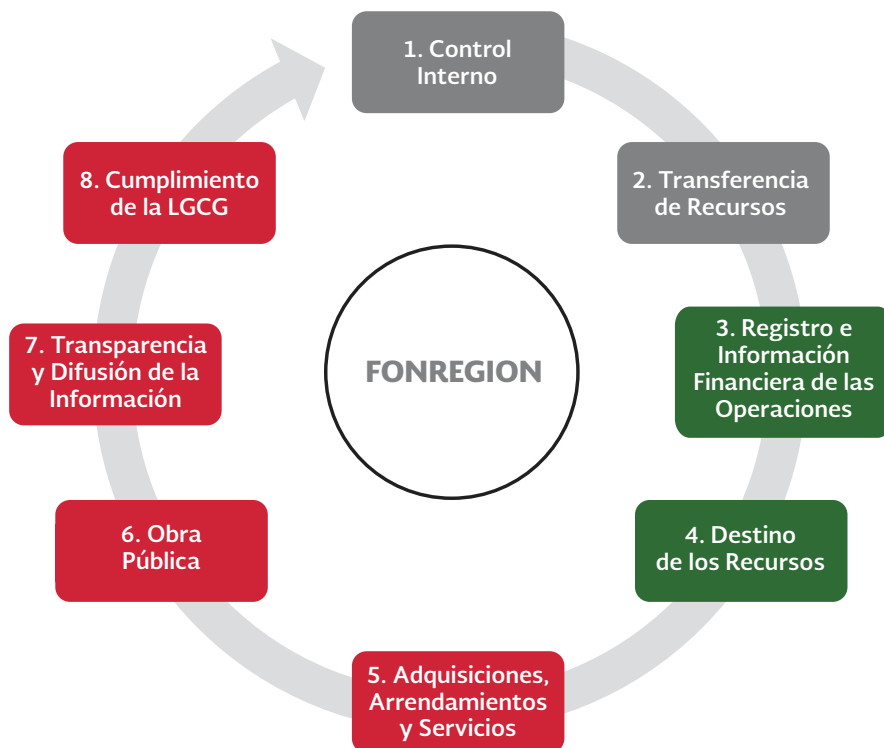 1. Control
Interno
2. Transferencia
de Recursos
3. Registro e
Información
Financiera de las
Operaciones
4. Destino
de los Recursos
5. Adquisiciones,
Arrendamientos
y Servicios
6. Obra
Pública
7. Transparencia
y Difusión de la
Información
8. Cumplimiento
de la LGCG
FONREGION